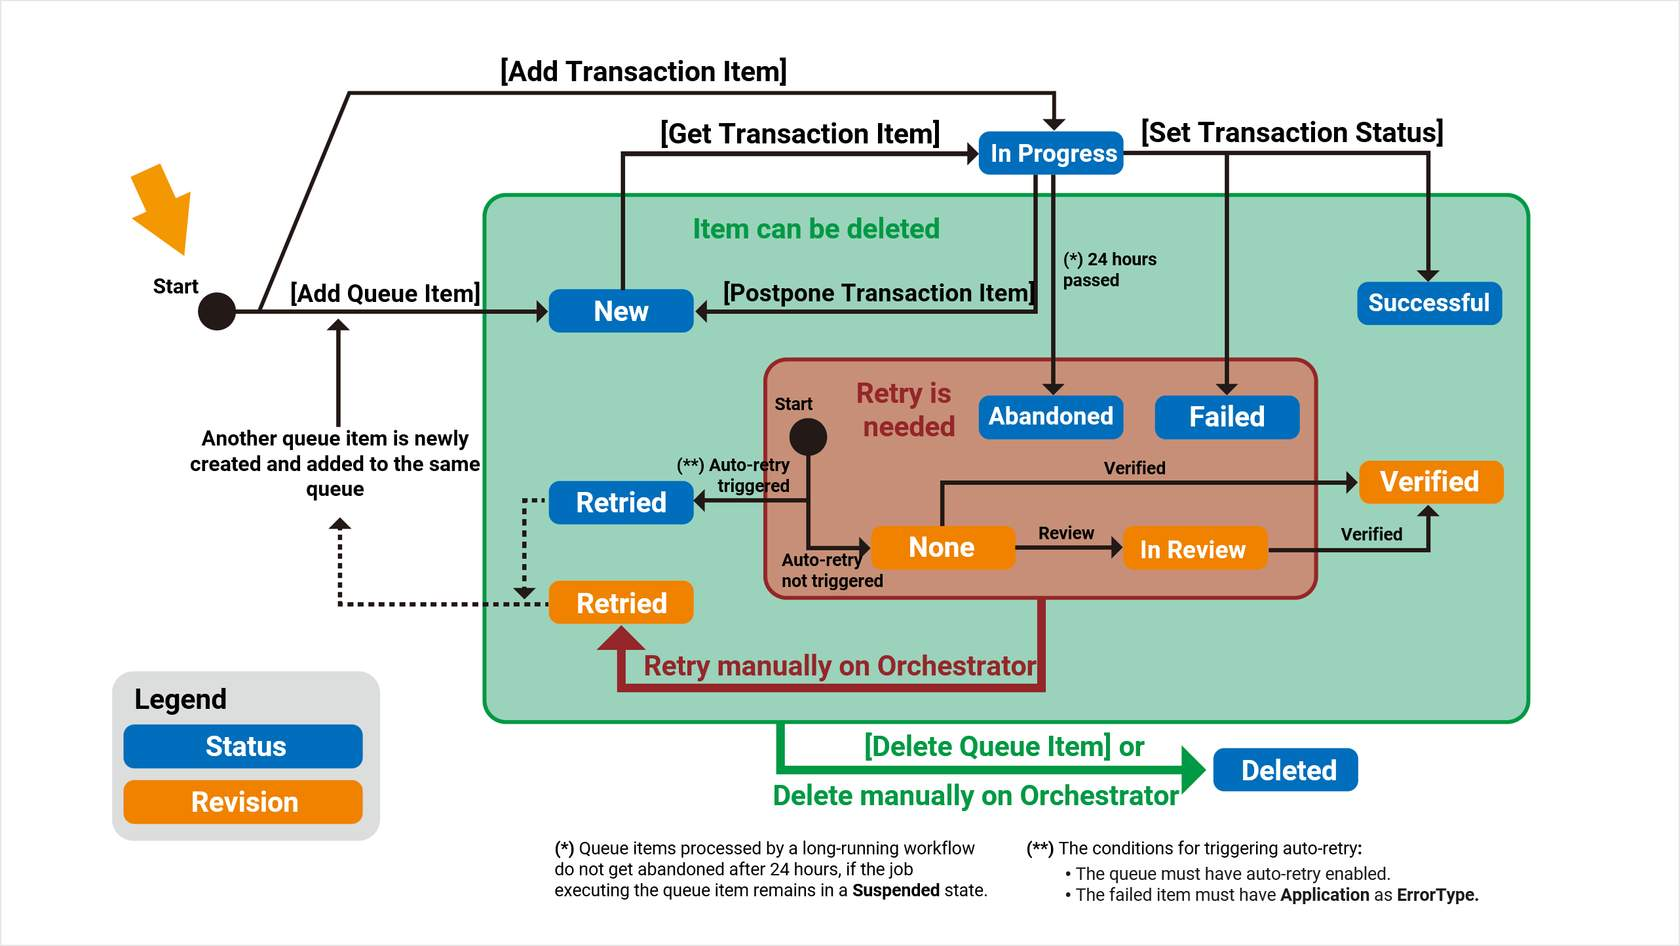 [Add Transaction Item]
[Get Transaction Item]
[Set Transaction Status]
In Progress
Item can be deleted
(*) 24 hours
passed
Start
[Add Queue Item]
New
[Postpone Transaction Item]
Successful
Retry is
needed
Start
Abandoned
Failed
Another queue item is newly
created and added to the same
queue
(**) Auto-retry
triggered
Verified
Verified
Retried
None
Review
In Review
Verified
Auto-retry
not triggered
Retried
Retry manually on Orchestrator
Legend
Status
Revision
[Delete Queue Item] or
Delete manually on Orchestrator
Deleted
(*) Queue items processed by a long-running workflow
do not get abandoned after 24 hours, if the job
executing the queue item remains in a Suspended state.
(**) The conditions for triggering auto-retry:
• The queue must have auto-retry enabled.
• The failed item must have Application as ErrorType.